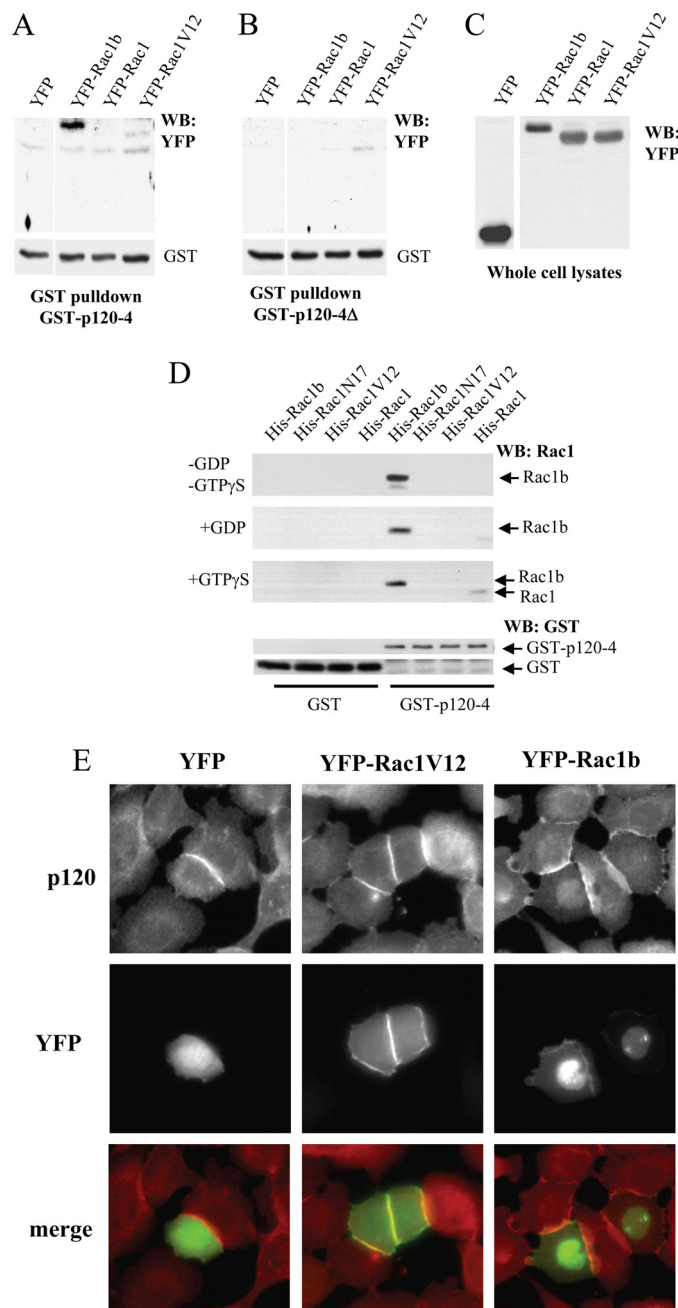 A
B
C
YFP
YFP-Rac1b
YFP-Rac1
YFP-Rac1V12
WB:
YFP
GST
GST pulldown
GST-p120-4
YFP
YFP-Rac1b
YFP-Rac1
YFP-Rac1V12
WB:
YFP
GST
GST pulldown
GST-p120-4Δ
YFP
YFP-Rac1b
YFP-Rac1
YFP-Rac1V12
WB:
YFP
Whole cell lysates
D
His-Rac1b
His-Rac1N17
His-Rac1V12
His-Rac1
His-Rac1b
His-Rac1N17
His-Rac1V12
His-Rac1
WB: Rac1
-GDP
-GTPγS
Rac1b
+GDP
Rac1b
+GTPγS
Rac1b
Rac1
WB: GST
GST-p120-4
GST
GST
GST-p120-4
E
YFP
YFP-Rac1V12
YFP-Rac1b
p120
YFP
merge